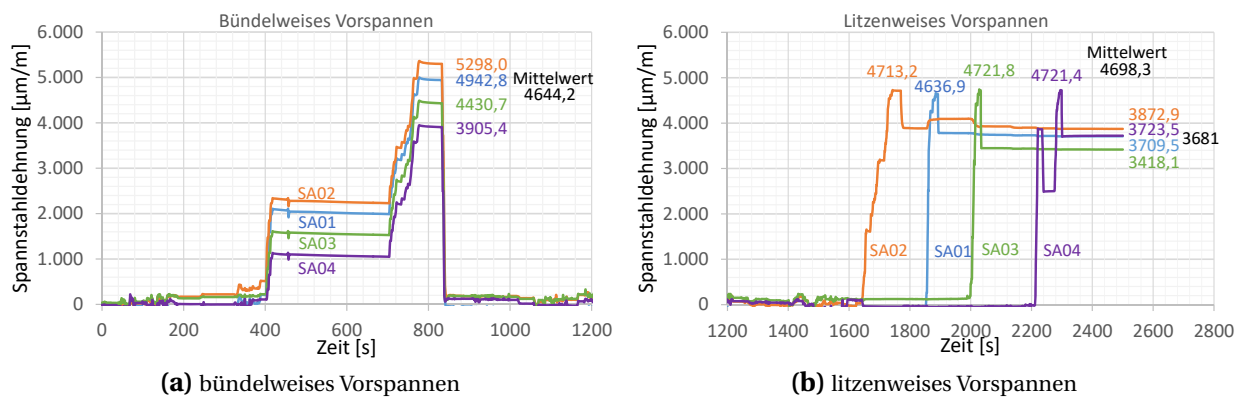 Bündelweises Vorspannen
Spannstahldehnung [µm/m]
6.000
5.000
4.000
3.000
2.000
1.000
0
5298,0
4942,8
Mittelwert
4644,2
4430,7
3905,4
SA02
SA01
SA03
SA04
0 200 400 600 800 1000 1200
Zeit [s]
(a) bündelweises Vorspannen
Litzenweises Vorspannen
Spannstahldehnung [µm/m]
6.000
5.000
4.000
3.000
2.000
1.000
0
4713,2
4636,9
4721,8
4721,4
Mittelwert
4698,3
3872,9
3723,5
3681
3709,5
3418,1
SA02
SA01
SA03
SA04
1200 1400 1600 1800 2000 2200 2400 2600 2800
Zeit [s]
(b) litzenweises Vorspannen